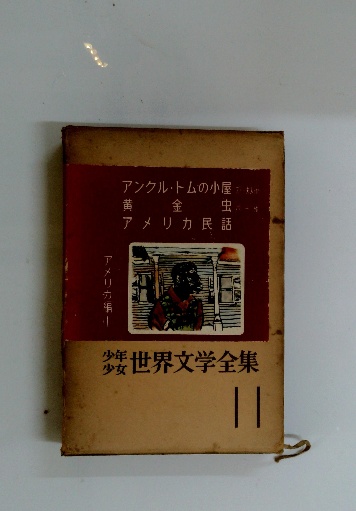 アンクル・トムの小屋
黄金虫
アメリカ民話
アメリカ編
少年少女 世界文学全集
11